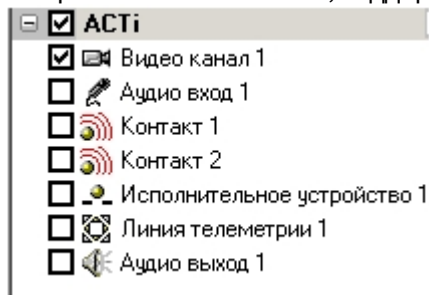 ACTi
Видео канал 1
Аудио вход 1
Контакт 1
Контакт 2
Исполнительное устройство 1
Линия телеметрии 1
Аудио выход 1